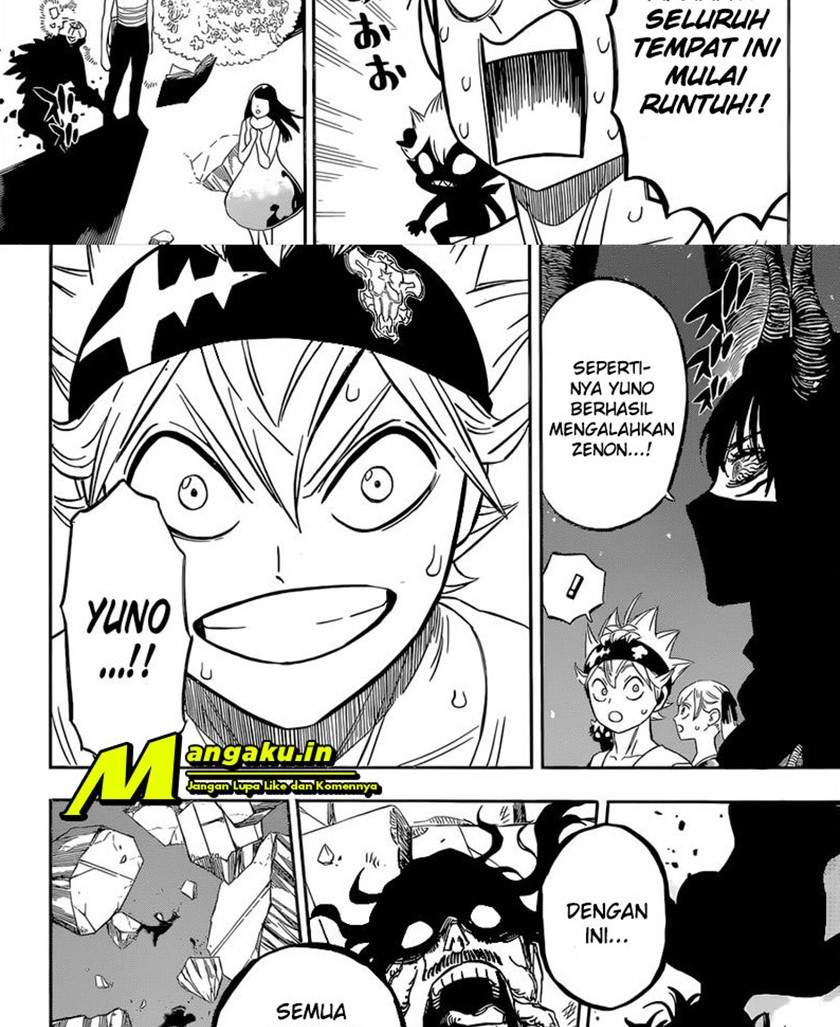 SELURUH
TEMPAT INI
MULAI
RUNTUH!!
おお
SEPERTI-
NYA YUNO
BERHASIL
MENGALAHKAN
ZENON...!
!
YUNO
...!!
Mangaku.in
Jangan Lupa Like dan Komennya
DENGAN
INI...
SEMUA